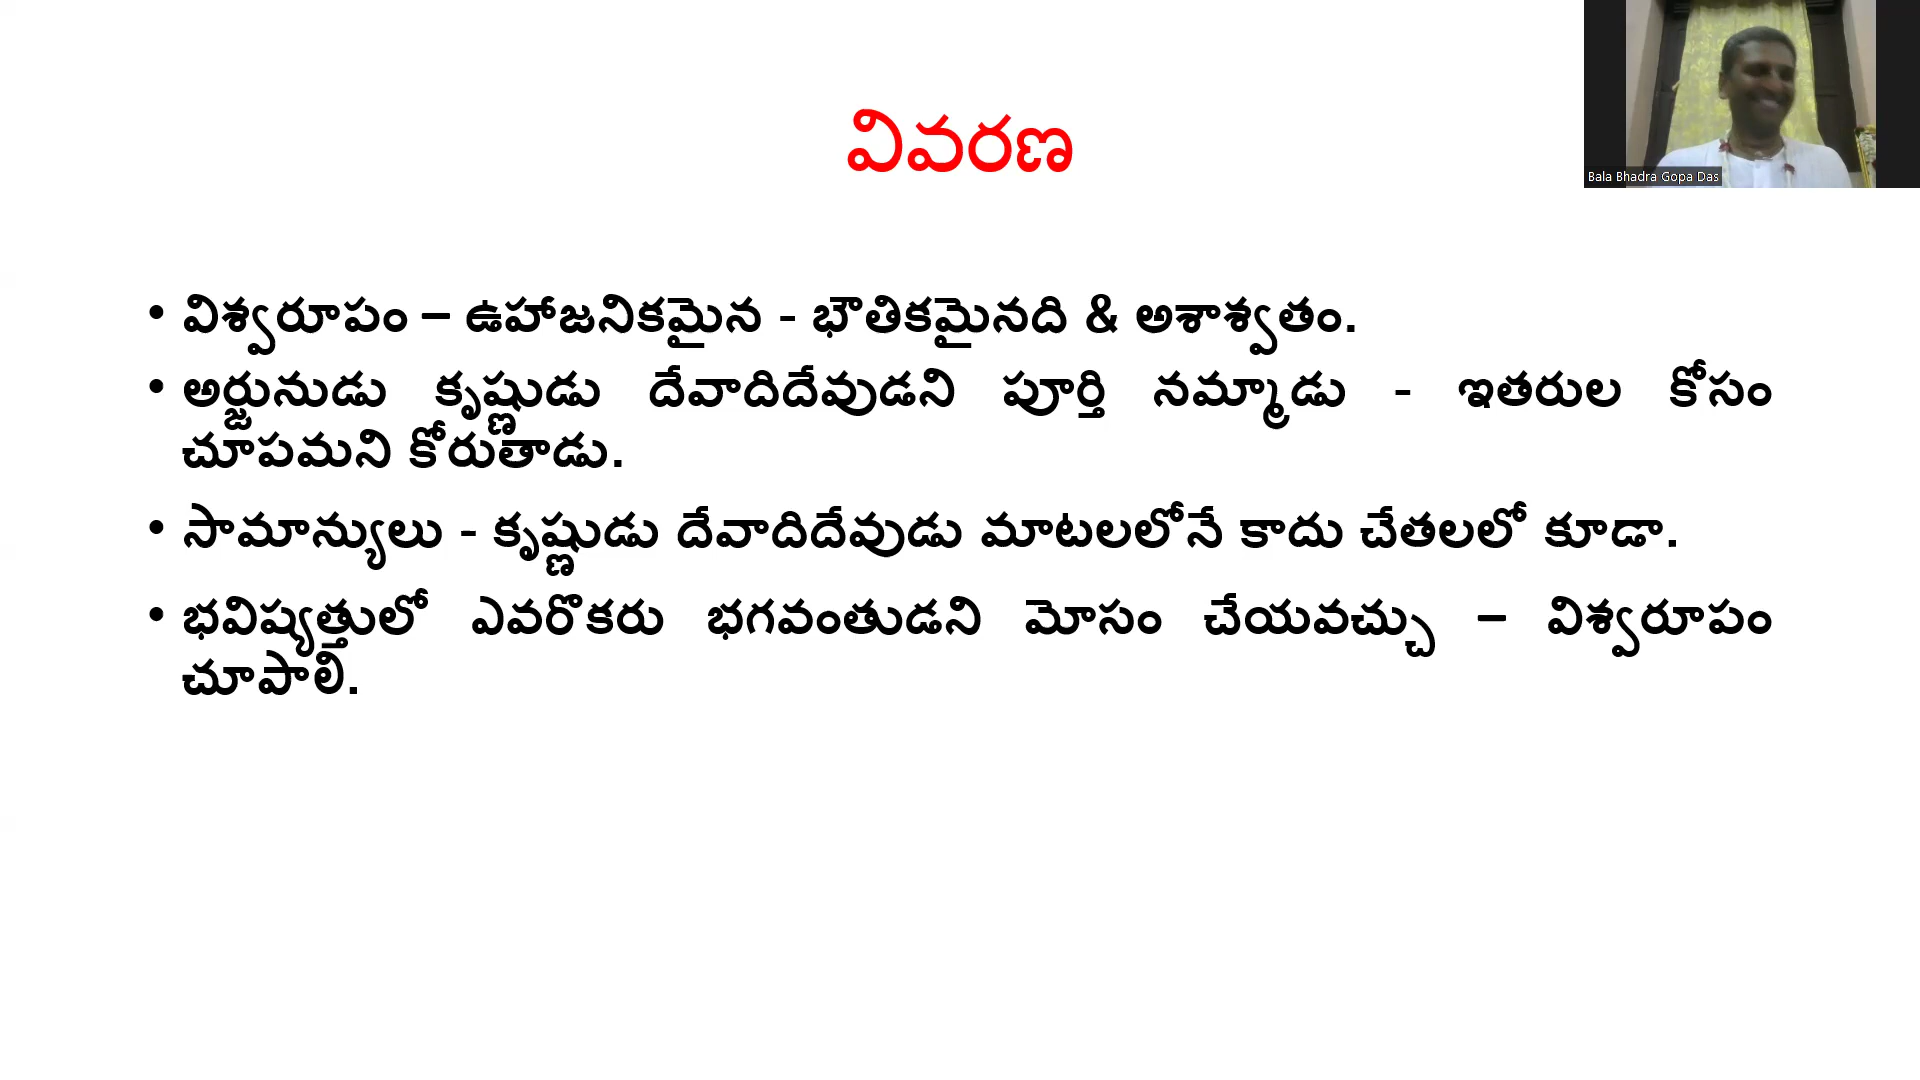 వివరణ
Bala Bhadra Gopa Das
• విశ్వరూపం – ఉహాజనికమైన - భౌతికమైనది & అశాశ్వతం.
• అర్జునుడు కృష్ణుడు దేవాదిదేవుడని పూర్తి నమ్మాడు - ఇతరుల కోసం
చూపమని కోరుతాడు.
• సామాన్యులు - కృష్ణుడు దేవాదిదేవుడు మాటలలోనే కాదు చేతలలో కూడా.
• భవిష్యత్తులో ఎవరొకరు భగవంతుడని మోసం చేయవచ్చు – విశ్వరూపం
చూపాలి.